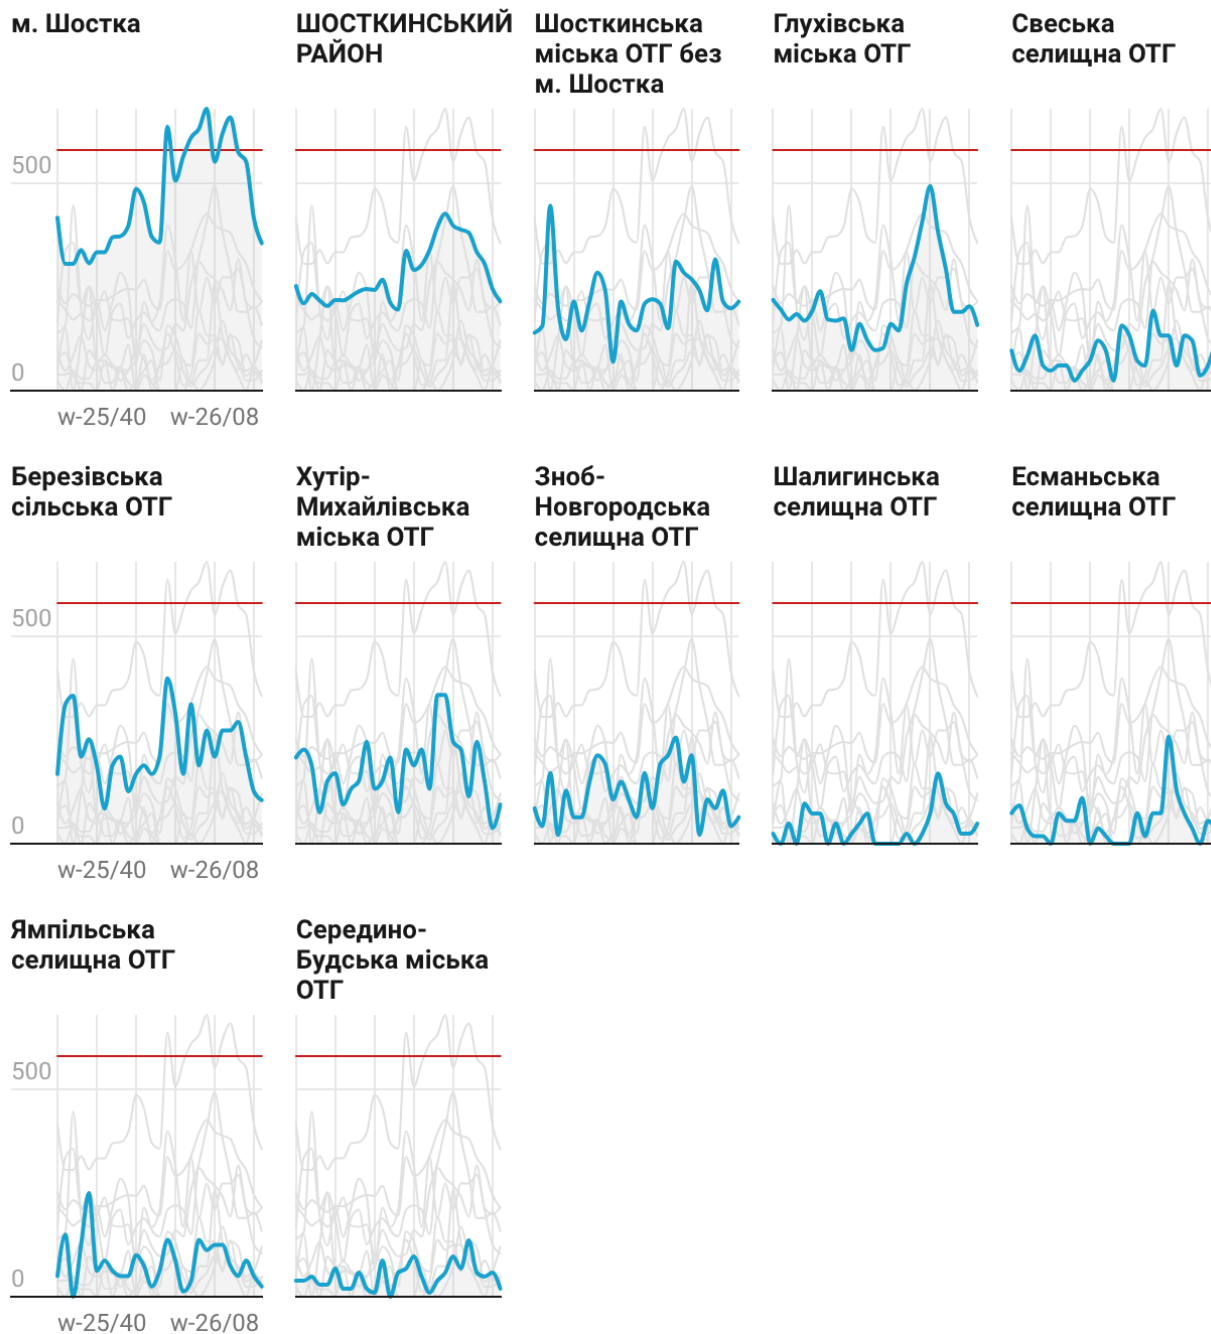 м. Шостка
ШОСТКИНСЬКИЙ
РАЙОН
Шосткинська
міська ОТГ без
м. Шостка
Глухівська
міська ОТГ
Свеська
селищна ОТГ
500
0
w-25/40 w-26/08
Березівська
сільська ОТГ
Хутір-
Михайлівська
міська ОТГ
Зноб-
Новгородська
селищна ОТГ
Шалигинська
селищна ОТГ
Есманьська
селищна ОТГ
500
0
w-25/40 w-26/08
Ямпільська
селищна ОТГ
Середино-
Будська міська
ОТГ
500
0
w-25/40 w-26/08